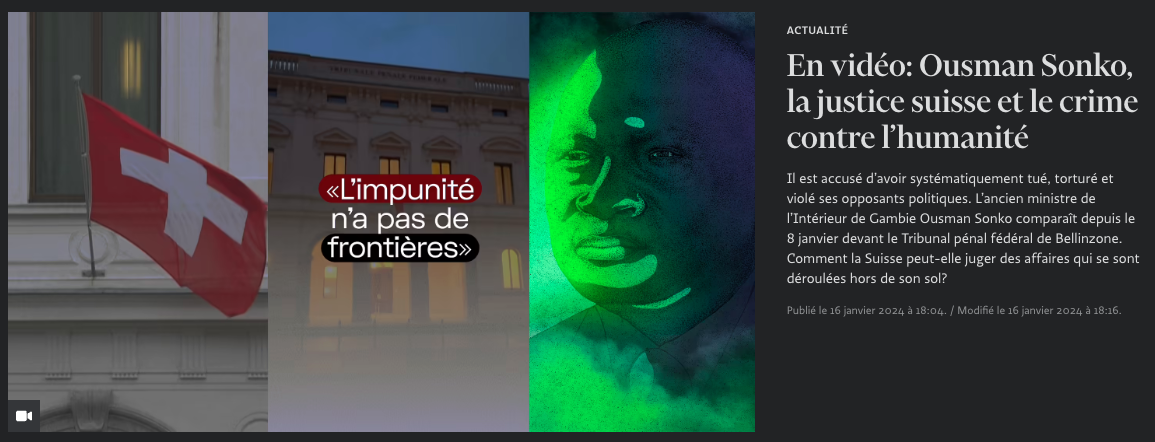 TRIBUNALE PENALE FEDERALE
«L’impunité
n’a pas de
frontières»
ACTUALITÉ
En vidéo: Ousman Sonko,
la justice suisse et le crime
contre l’humanité
Il est accusé d’avoir systématiquement tué, torturé et
violé ses opposants politiques. L’ancien ministre de
l’Intérieur de Gambie Ousman Sonko comparaît depuis le
8 janvier devant le Tribunal pénal fédéral de Bellinzone.
Comment la Suisse peut-elle juger des affaires qui se sont
déroulées hors de son sol?
Publié le 16 janvier 2024 à 18:04. / Modifié le 16 janvier 2024 à 18:16.